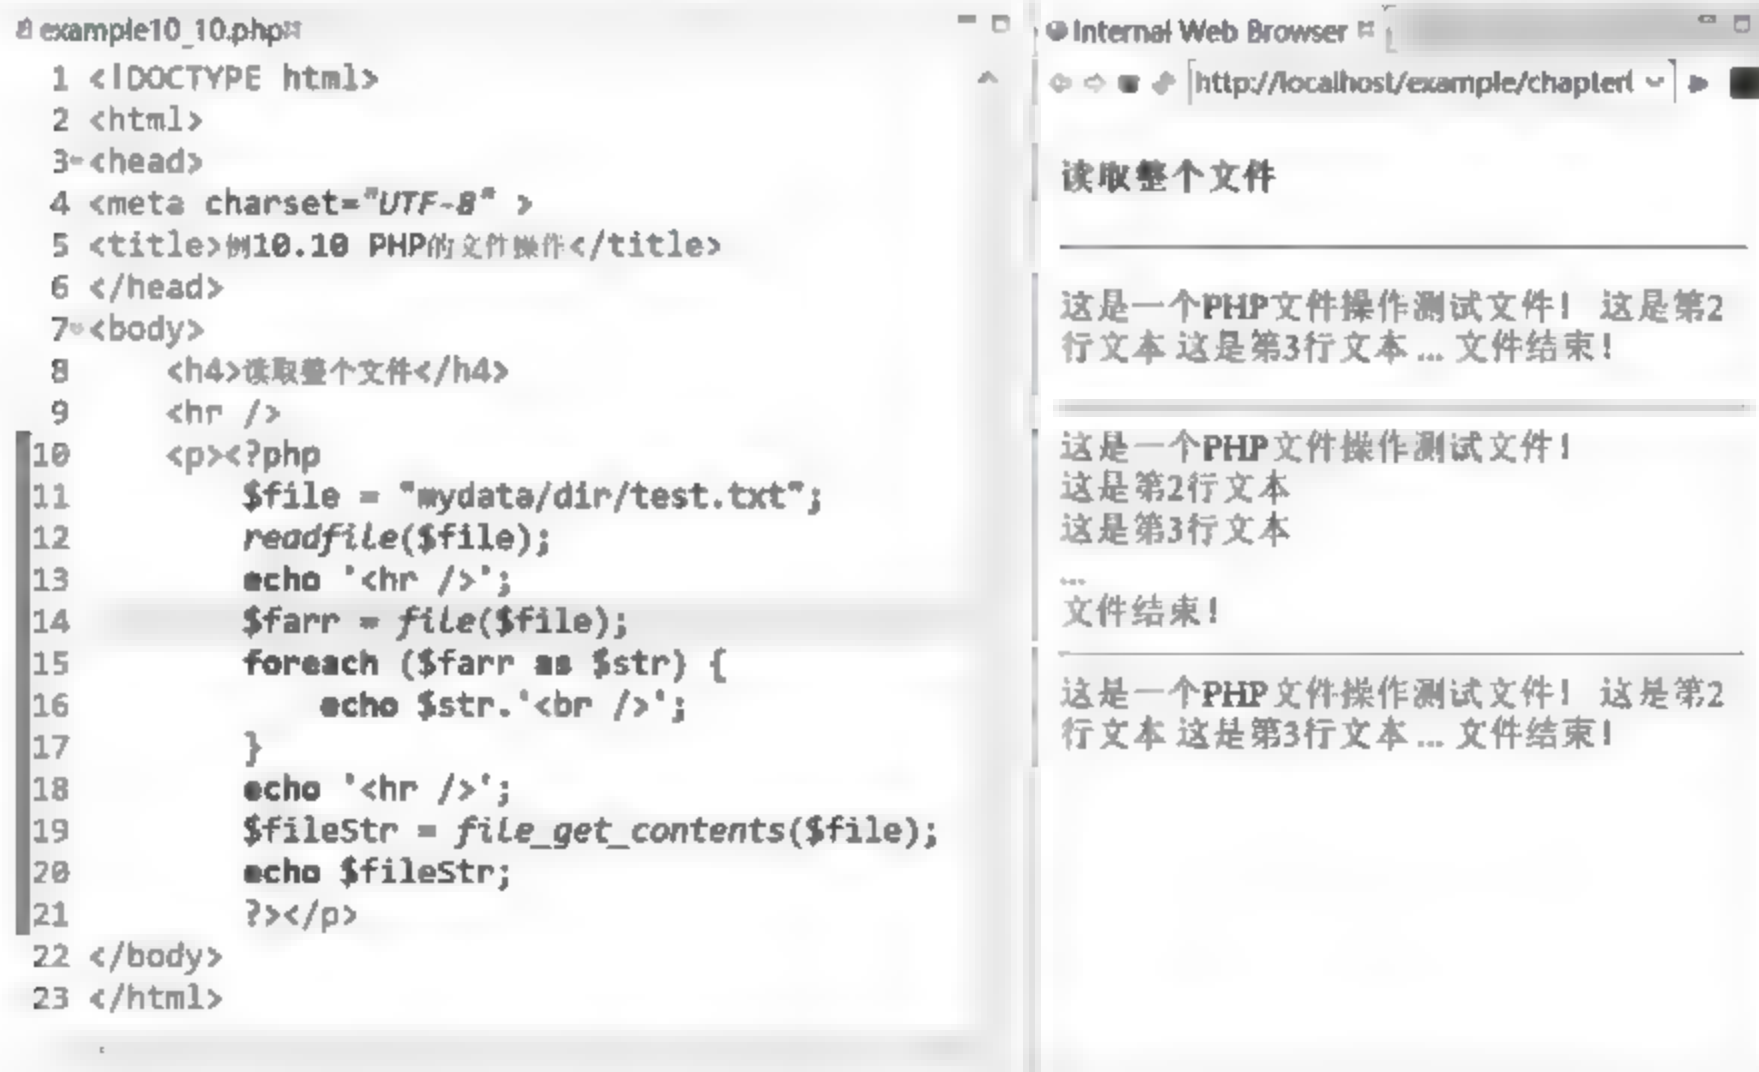 example10_10.php
1 <!DOCTYPE html>
2 <html>
3 <head>
4 <meta charset="UTF-8" >
5 <title>例10.10 PHP的文件操作</title>
6 </head>
7 <body>
8 <h4>读取整个文件</h4>
9 <hr />
10 <p><?php
11 $file = "mydata/dir/test.txt";
12 readfile($file);
13 echo '<hr />';
14 $farr = file($file);
15 foreach ($farr as $str) {
16 echo $str.'<br />';
17 }
18 echo '<hr />';
19 $fileStr = file_get_contents($file);
20 echo $fileStr;
21 ?></p>
22 </body>
23 </html>
Internal Web Browser
http://localhost/example/chapter
读取整个文件
这是一个PHP文件操作测试文件！ 这是第2
行文本 这是第3行文本 ... 文件结束！
这是一个PHP文件操作测试文件！
这是第2行文本
这是第3行文本
...
文件结束！
这是一个PHP文件操作测试文件！ 这是第2
行文本 这是第3行文本 ... 文件结束！